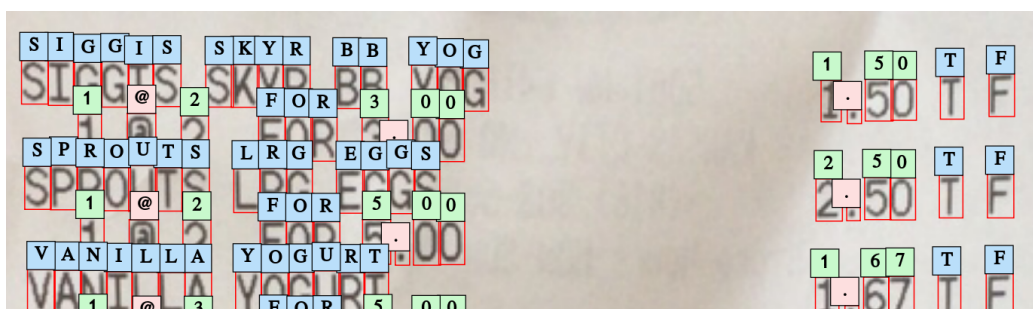 SIGGIS SKYR BB YOG 1.50 T F
1 @ 2 FOR 3.00
SPROUTS LRG EGGS 2.50 T F
1 @ 2 FOR 5.00
VANILLA YOGURT 1.67 T F
1 @ 3 FOR 5 00